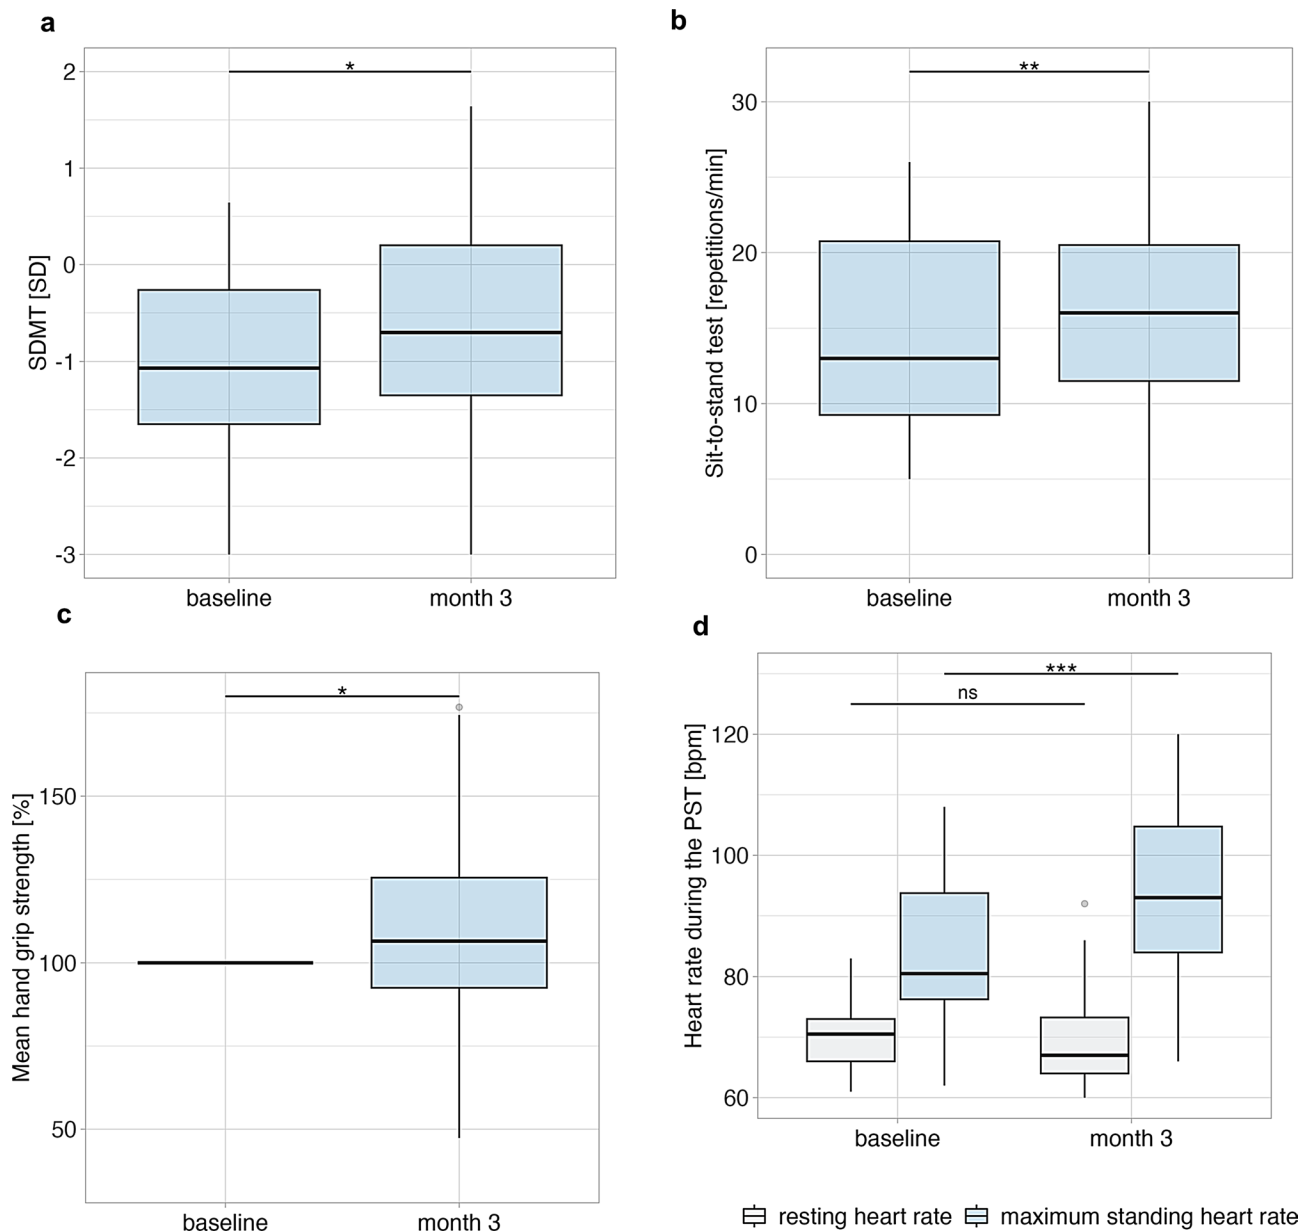 a
*
SDMT [SD]
2
1
0
-1
-2
-3
baseline month 3
b
**
Sit-to-stand test [repetitions/min]
30
20
10
0
baseline month 3
c
*
Mean hand grip strength [%]
150
100
50
baseline month 3
d
***
ns
Heart rate during the PST [bpm]
120
100
80
60
baseline month 3
resting heart rate maximum standing heart rate